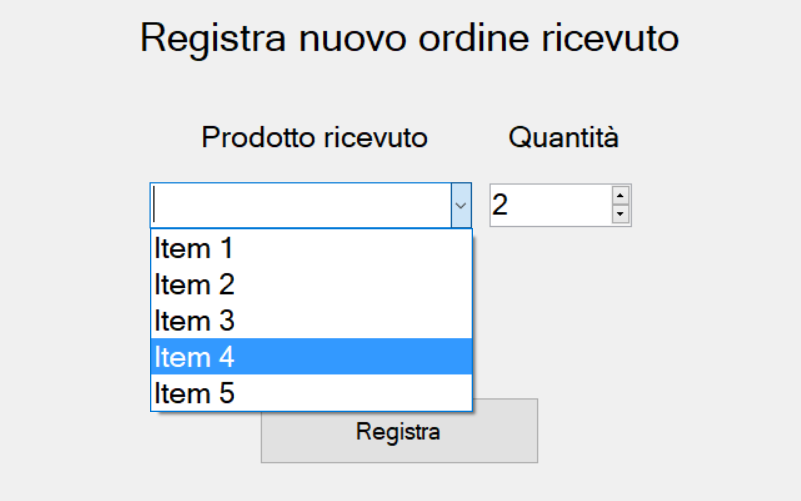 Registra nuovo ordine ricevuto
Prodotto ricevuto Quantità
2
Item 1
Item 2
Item 3
Item 4
Item 5
Registra